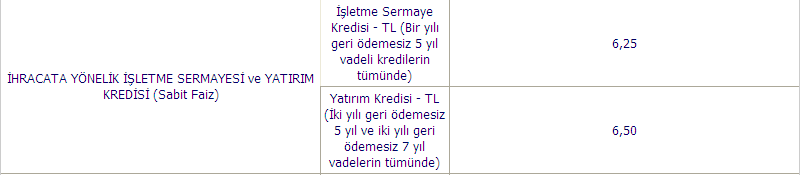 İHRACATA YÖNELİK İŞLETME SERMAYESİ ve YATIRIM
KREDİSİ (Sabit Faiz)
İşletme Sermaye
Kredisi - TL (Bir yılı
geri ödemesiz 5 yıl
vadeli kredilerin
tümünde)
6,25
Yatırım Kredisi - TL
(İki yılı geri ödemesiz
5 yıl ve iki yılı geri
ödemesiz 7 yıl
vadelerin tümünde)
6,50